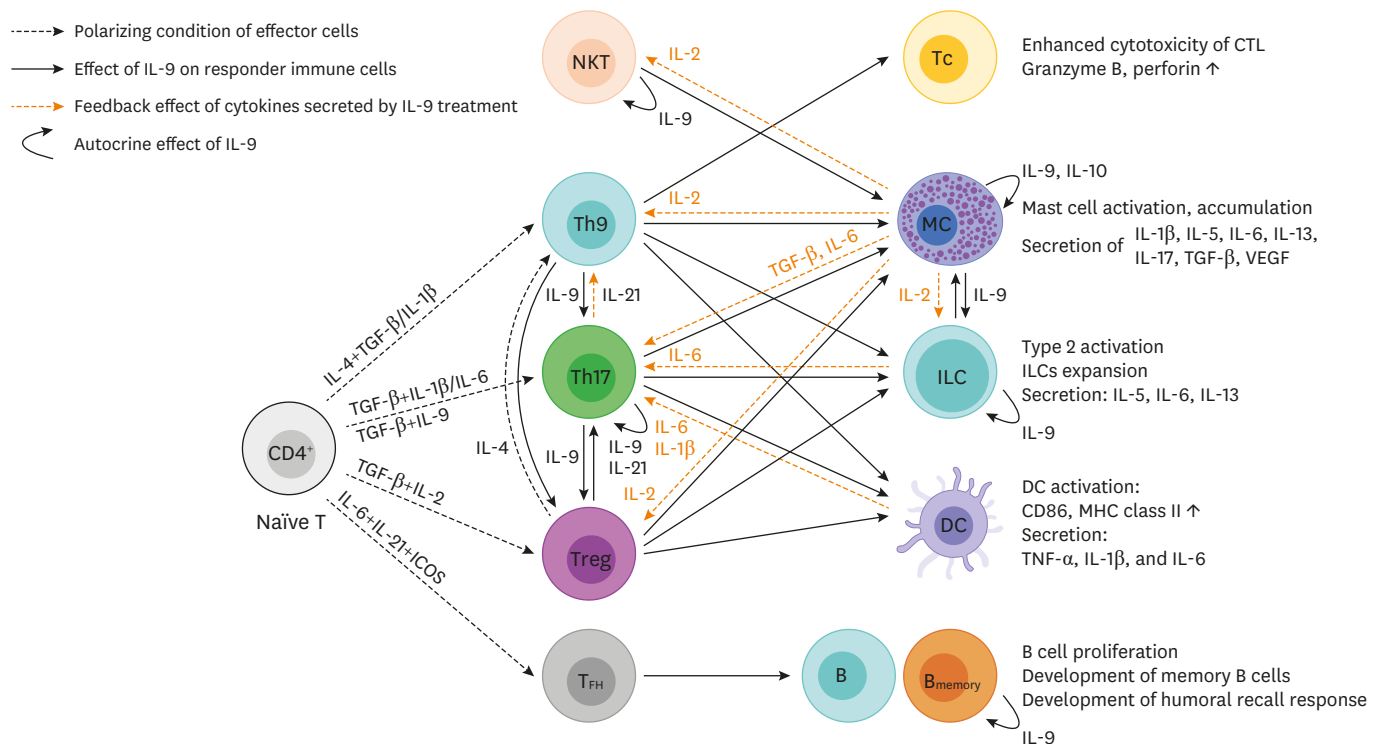 Polarizing condition of effector cells
Effect of IL-9 on responder immune cells
Feedback effect of cytokines secreted by IL-9 treatment
Autocrine effect of IL-9
NKT
IL-9
IL-2
Tc
Enhanced cytotoxicity of CTL
Granzyme B, perforin ↑
Th9
IL-2
MC
IL-9, IL-10
Mast cell activation, accumulation
Secretion of
IL-1β, IL-5, IL-6, IL-13,
IL-17, TGF-β, VEGF
TGF-β, IL-6
IL-9
IL-21
IL-2
IL-9
IL-4+TGF-β/IL-1β
Th17
IL-6
ILC
Type 2 activation
ILCs expansion
Secretion: IL-5, IL-6, IL-13
IL-9
TGF-β+IL-1β/IL-6
TGF-β+IL-9
CD4+
Naïve T
IL-4
IL-9
IL-9
IL-21
IL-6
IL-1β
IL-2
TGF-β+IL-2
IL-6+IL-21+ICOS
Treg
DC
DC activation:
CD86, MHC class II ↑
Secretion:
TNF-α, IL-1β, and IL-6
TFH
B
Bmemory
B cell proliferation
Development of memory B cells
Development of humoral recall response
IL-9